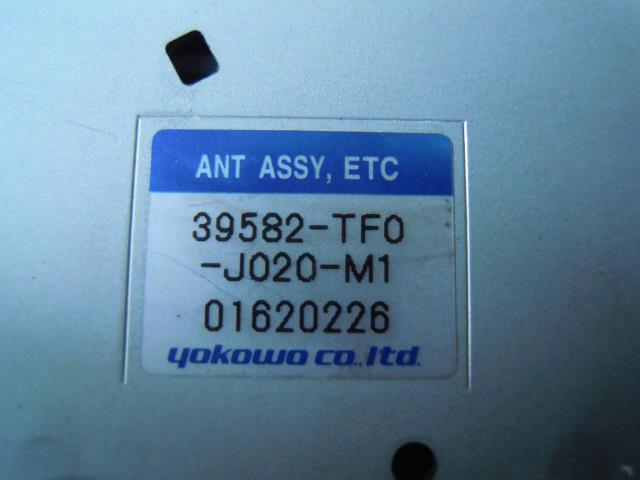 ANT ASSY, ETC
39582-TF0
-J020-M1
01620226
yokowo co., ltd.